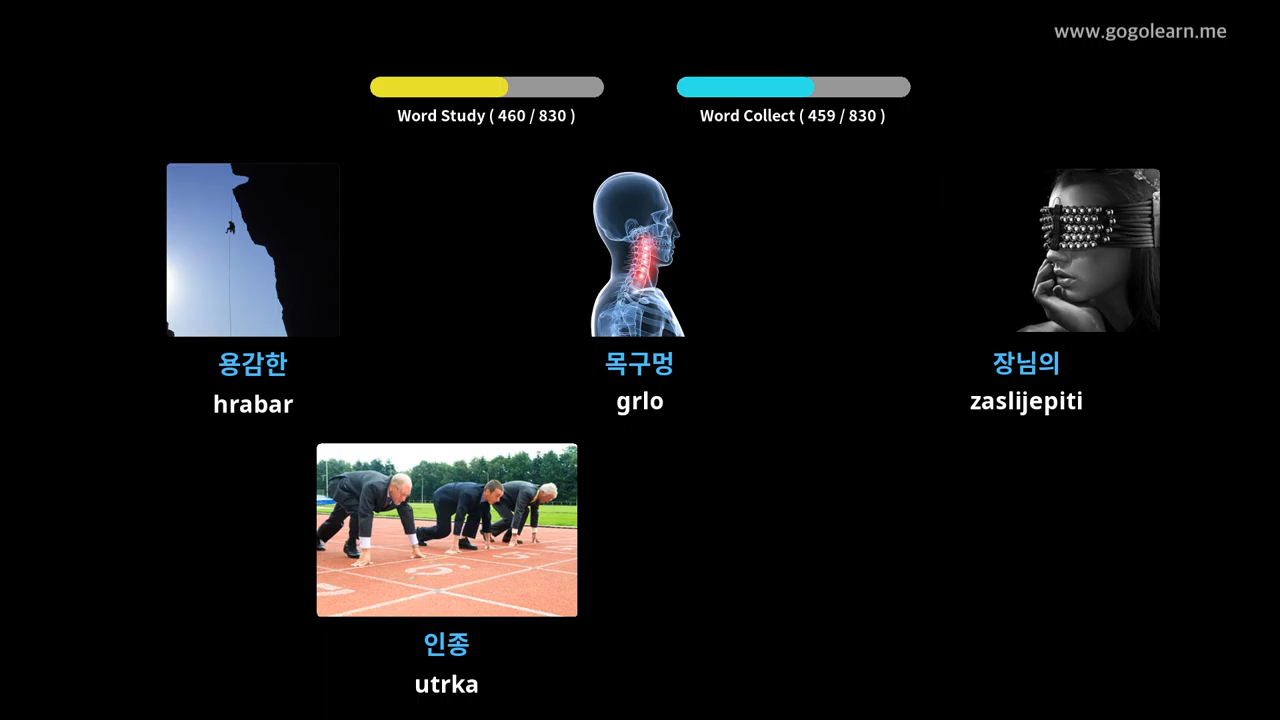 www.gogolearn.me
Word Study ( 460 / 830 )
Word Collect ( 459 / 830 )
용감한
hrabar
목구멍
grlo
장님의
zaslijepiti
인종
utrka